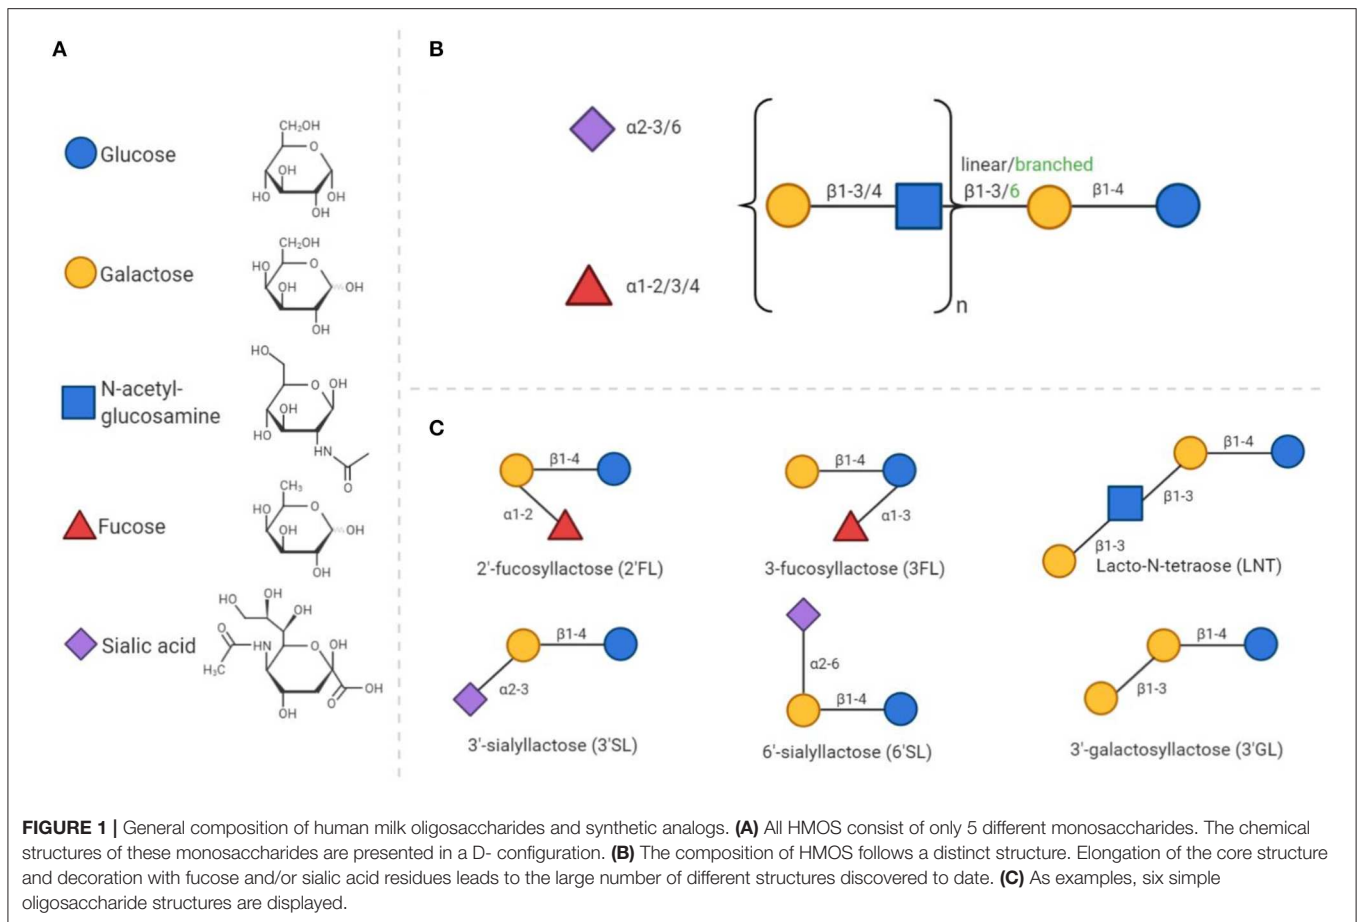 A
Glucose
CH₂OH
O
OH
HO
OH
OH
Galactose
CH₂OH
HO
O
OH
OH
OH
N-acetyl-
glucosamine
HO
O
OH
OH
HO
HN
O
Fucose
CH₃
HO
O
OH
OH
OH
Sialic acid
HO
OH
OH
O
HN
O
OH
H₃C
OH
O
OH
B
α2-3/6
α1-2/3/4
β1-3/4
linear/branched
β1-3/6
β1-4
n
C
β1-4
α1-2
2'-fucosyllactose (2'FL)
β1-4
α1-3
3-fucosyllactose (3FL)
β1-4
β1-3
β1-3
Lacto-N-tetraose (LNT)
β1-4
α2-3
3'-sialyllactose (3'SL)
α2-6
β1-4
6'-sialyllactose (6'SL)
β1-4
β1-3
3'-galactosyllactose (3'GL)
FIGURE 1 | General composition of human milk oligosaccharides and synthetic analogs. (A) All HMOS consist of only 5 different monosaccharides. The chemical
structures of these monosaccharides are presented in a D- configuration. (B) The composition of HMOS follows a distinct structure. Elongation of the core structure
and decoration with fucose and/or sialic acid residues leads to the large number of different structures discovered to date. (C) As examples, six simple
oligosaccharide structures are displayed.